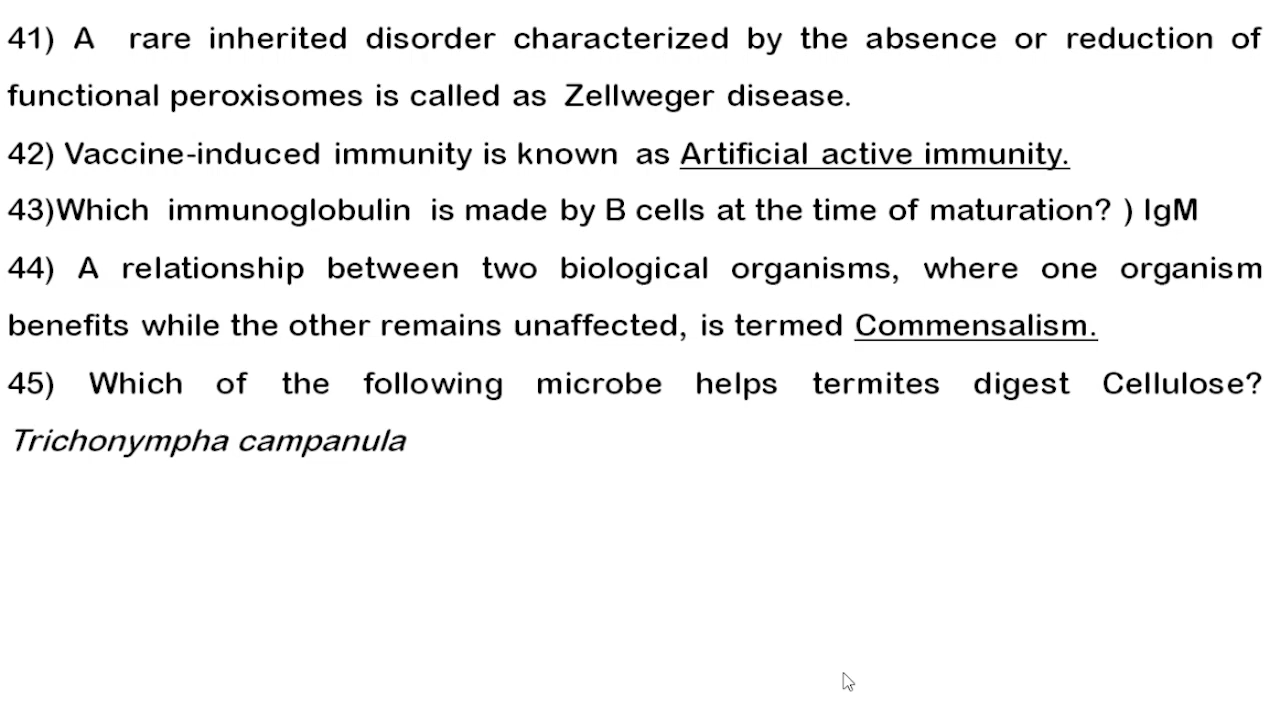 41) A rare inherited disorder characterized by the absence or reduction of
functional peroxisomes is called as Zellweger disease.
42) Vaccine-induced immunity is known as Artificial active immunity.
43)Which immunoglobulin is made by B cells at the time of maturation? ) IgM
44) A relationship between two biological organisms, where one organism
benefits while the other remains unaffected, is termed Commensalism.
45) Which of the following microbe helps termites digest Cellulose?
Trichonympha campanula